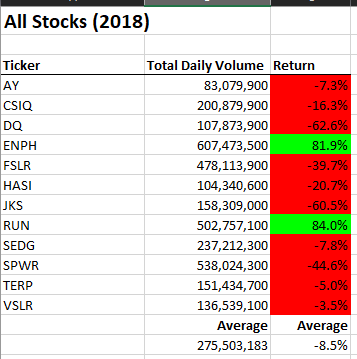 All Stocks (2018)
Ticker Total Daily Volume Return
AY 83,079,900 -7.3%
CSIQ 200,879,900 -16.3%
DQ 107,873,900 -62.6%
ENPH 607,473,500 81.9%
FSLR 478,113,900 -39.7%
HASI 104,340,600 -20.7%
JKS 158,309,000 -60.5%
RUN 502,757,100 84.0%
SEDG 237,212,300 -7.8%
SPWR 538,024,300 -44.6%
TERP 151,434,700 -5.0%
VSLR 136,539,100 -3.5%
Average Average
275,503,183 -8.5%